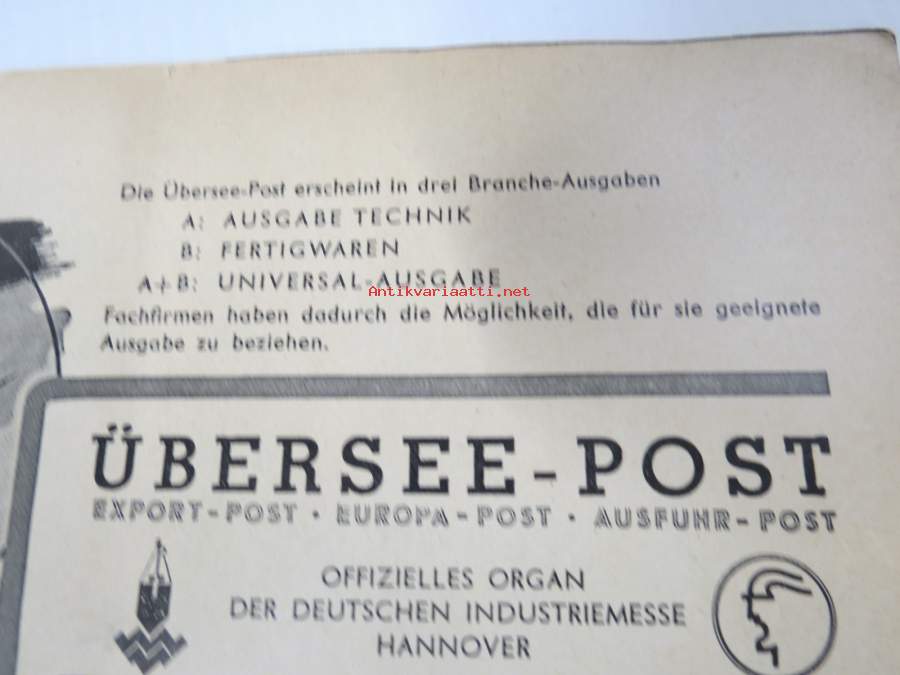 Die Übersee-Post erscheint in drei Branche-Ausgaben
A: AUSGABE TECHNIK
B: FERTIGWAREN
A+B: UNIVERSAL-AUSGABE
Antikvariaatti.net
Fachfirmen haben dadurch die Möglichkeit, die für sie geeignete
Ausgabe zu beziehen.
ÜBERSEE-POST
EXPORT-POST · EUROPA-POST · AUSFUHR-POST
OFFIZIELLES ORGAN
DER DEUTSCHEN INDUSTRIEMESSE
HANNOVER